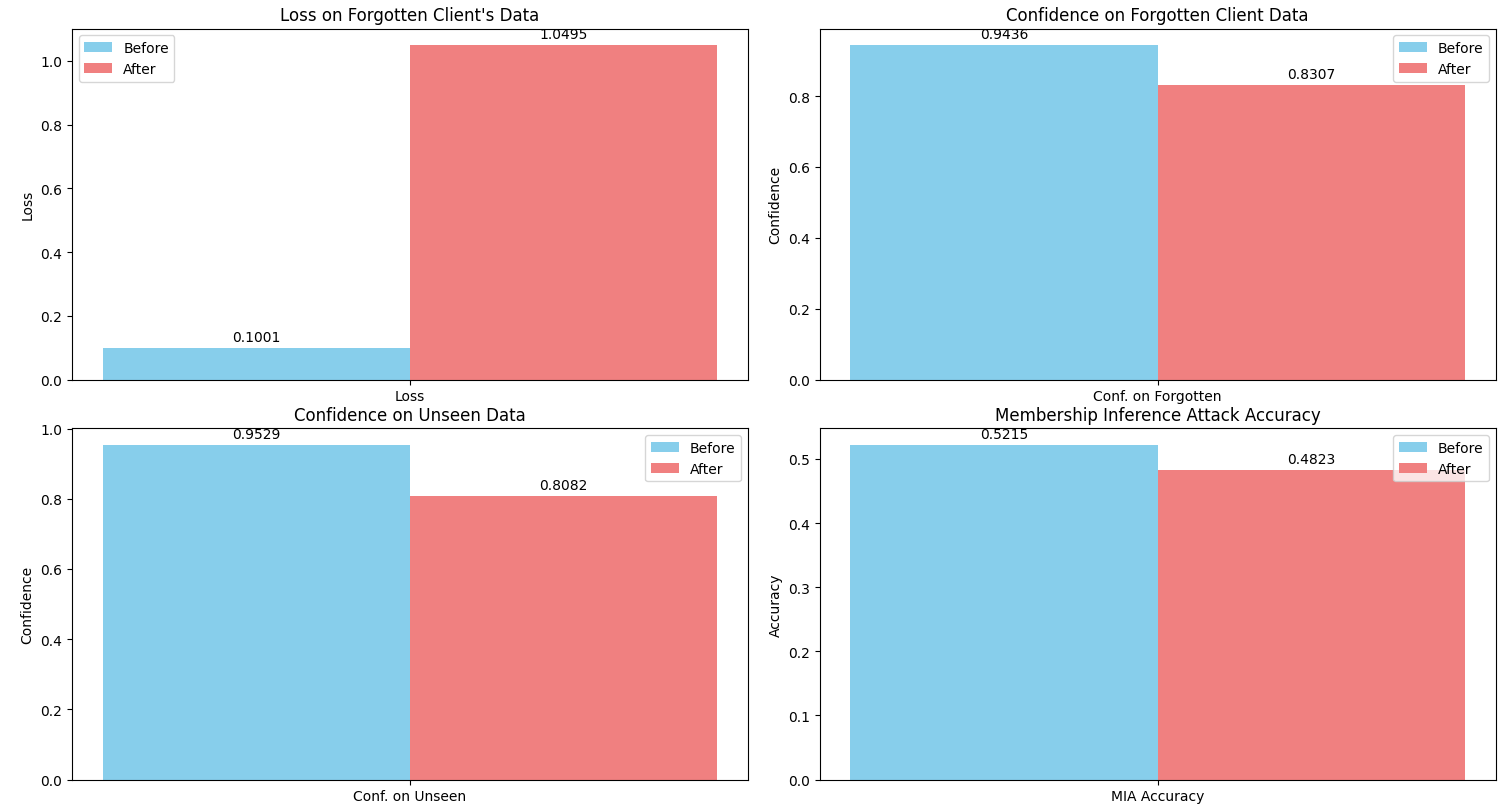 Loss on Forgotten Client's Data
Before
After
1.0495
0.1001
1.0
0.8
0.6
0.4
0.2
0.0
Loss
Loss
Confidence on Forgotten Client Data
0.9436
Before
After
0.8307
0.8
0.6
0.4
0.2
0.0
Confidence
Conf. on Forgotten
Confidence on Unseen Data
0.9529
Before
After
0.8082
1.0
0.8
0.6
0.4
0.2
0.0
Confidence
Conf. on Unseen
Membership Inference Attack Accuracy
0.5215
Before
After
0.4823
0.5
0.4
0.3
0.2
0.1
0.0
Accuracy
MIA Accuracy